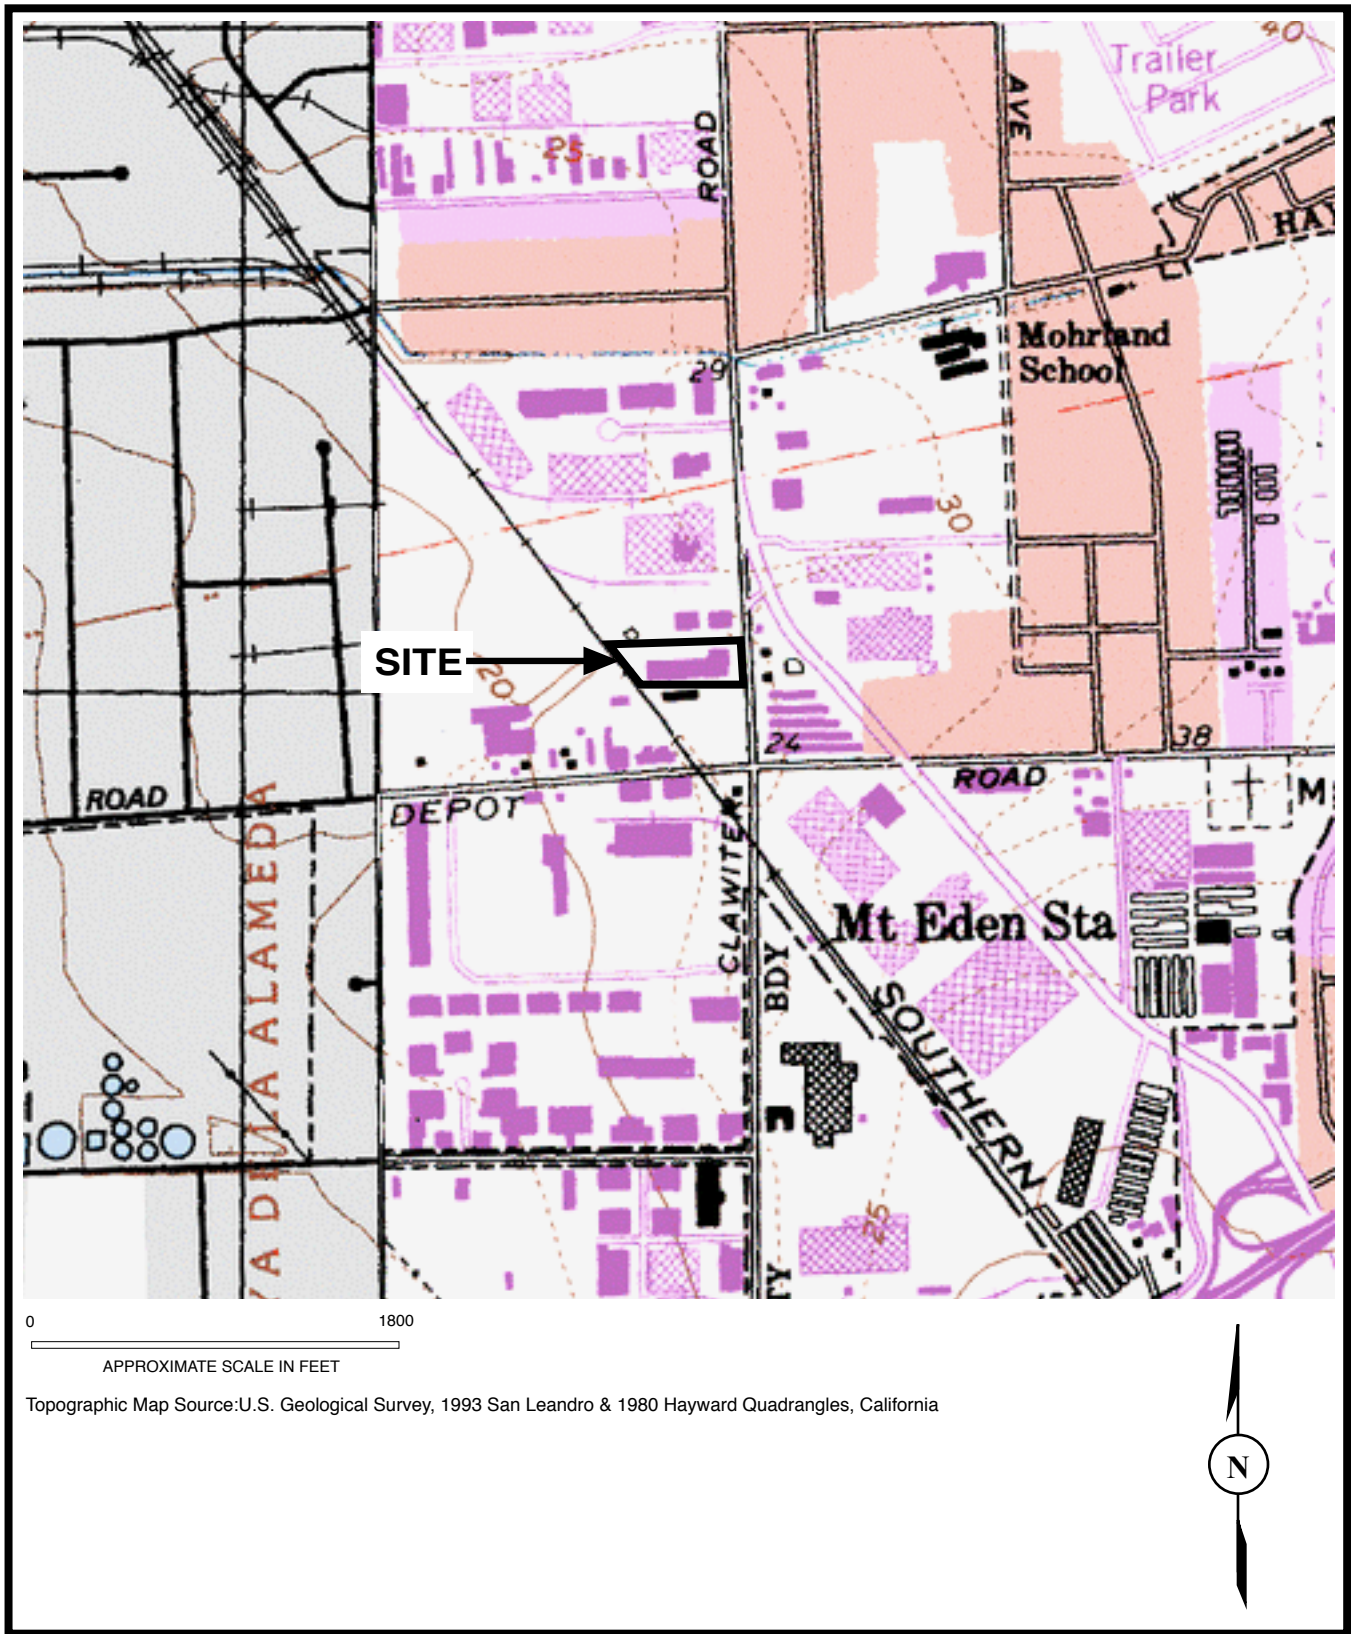 40
Trailer
Park
AVE
ROAD
25
HAY
Mohrland
School
29
30
SITE
20
D
D
24
38
ROAD
ROAD
DEPOT
M
CLAWITER
Mt Eden Sta
BDY
SOUTHERN
ALAMEDA
25
TY
0
1800
APPROXIMATE SCALE IN FEET
Topographic Map Source:U.S. Geological Survey, 1993 San Leandro & 1980 Hayward Quadrangles, California
N